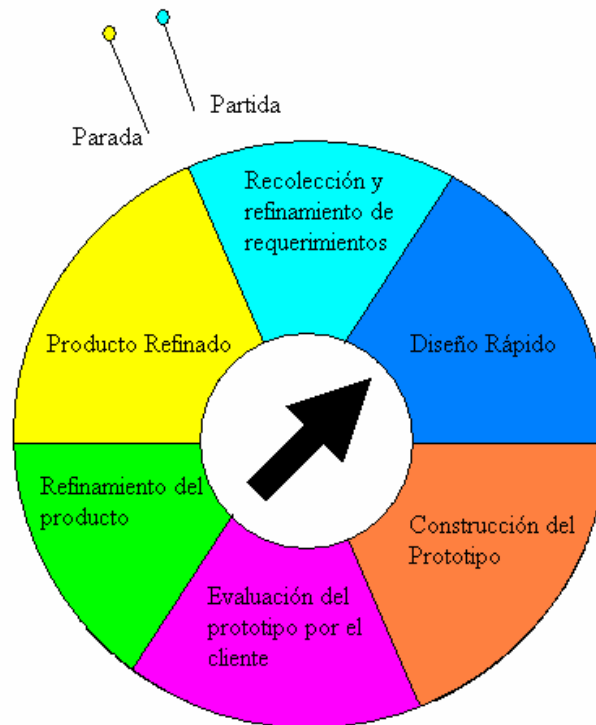 Partida
Parada
Recolección y
refinamiento de
requerimientos
Diseño Rápido
Construcción del
Prototipo
Evaluación del
prototipo por el
cliente
Refinamiento del
producto
Producto Refinado